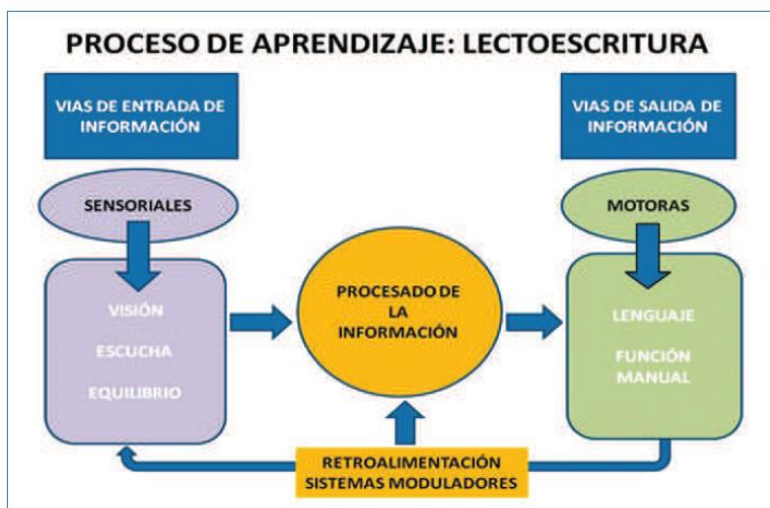 PROCESO DE APRENDIZAJE: LECTOESCRITURA
VIAS DE ENTRADA DE
INFORMACIÓN
VIAS DE SALIDA DE
INFORMACIÓN
SENSORIALES
MOTORAS
VISIÓN
ESCUCHA
EQUILIBRIO
PROCESADO DE
LA
INFORMACIÓN
LENGUAJE
FUNCIÓN
MANUAL
RETROALIMENTACIÓN
SISTEMAS MODULADORES